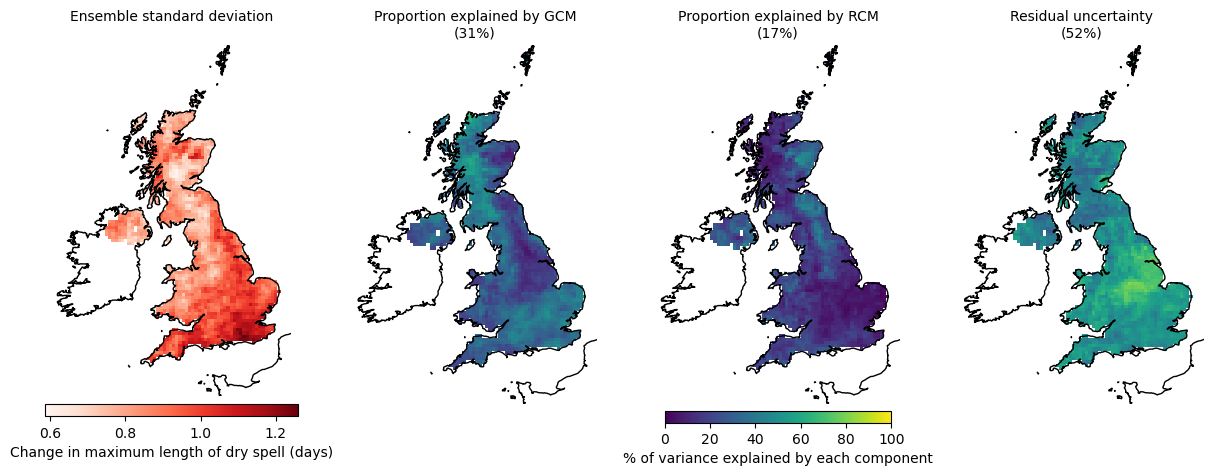 Ensemble standard deviation
Proportion explained by GCM
(31%)
Proportion explained by RCM
(17%)
Residual uncertainty
(52%)
0.6 0.8 1.0 1.2
Change in maximum length of dry spell (days)
0 20 40 60 80 100
% of variance explained by each component